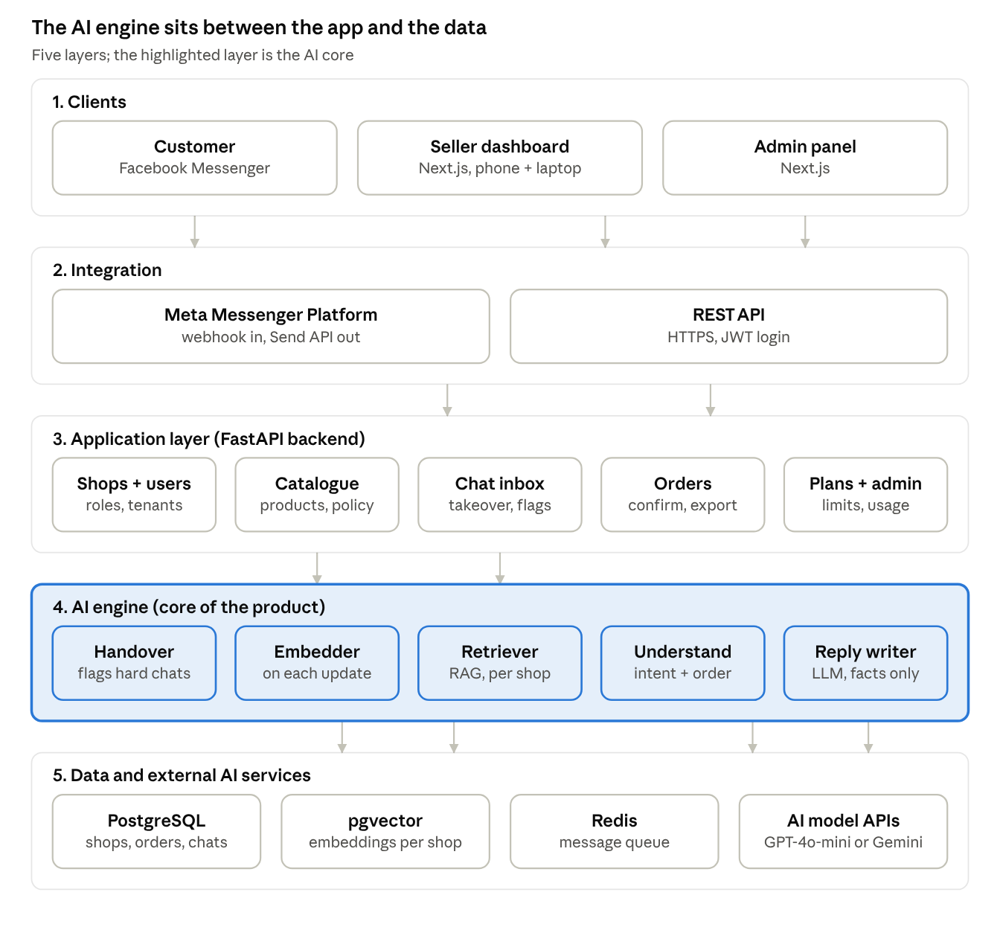 The AI engine sits between the app and the data
Five layers; the highlighted layer is the AI core
1. Clients
Customer
Facebook Messenger
Seller dashboard
Next.js, phone + laptop
Admin panel
Next.js
2. Integration
Meta Messenger Platform
webhook in, Send API out
REST API
HTTPS, JWT login
3. Application layer (FastAPI backend)
Shops + users
roles, tenants
Catalogue
products, policy
Chat inbox
takeover, flags
Orders
confirm, export
Plans + admin
limits, usage
4. AI engine (core of the product)
Handover
flags hard chats
Embedder
on each update
Retriever
RAG, per shop
Understand
intent + order
Reply writer
LLM, facts only
5. Data and external AI services
PostgreSQL
shops, orders, chats
pgvector
embeddings per shop
Redis
message queue
AI model APIs
GPT-4o-mini or Gemini